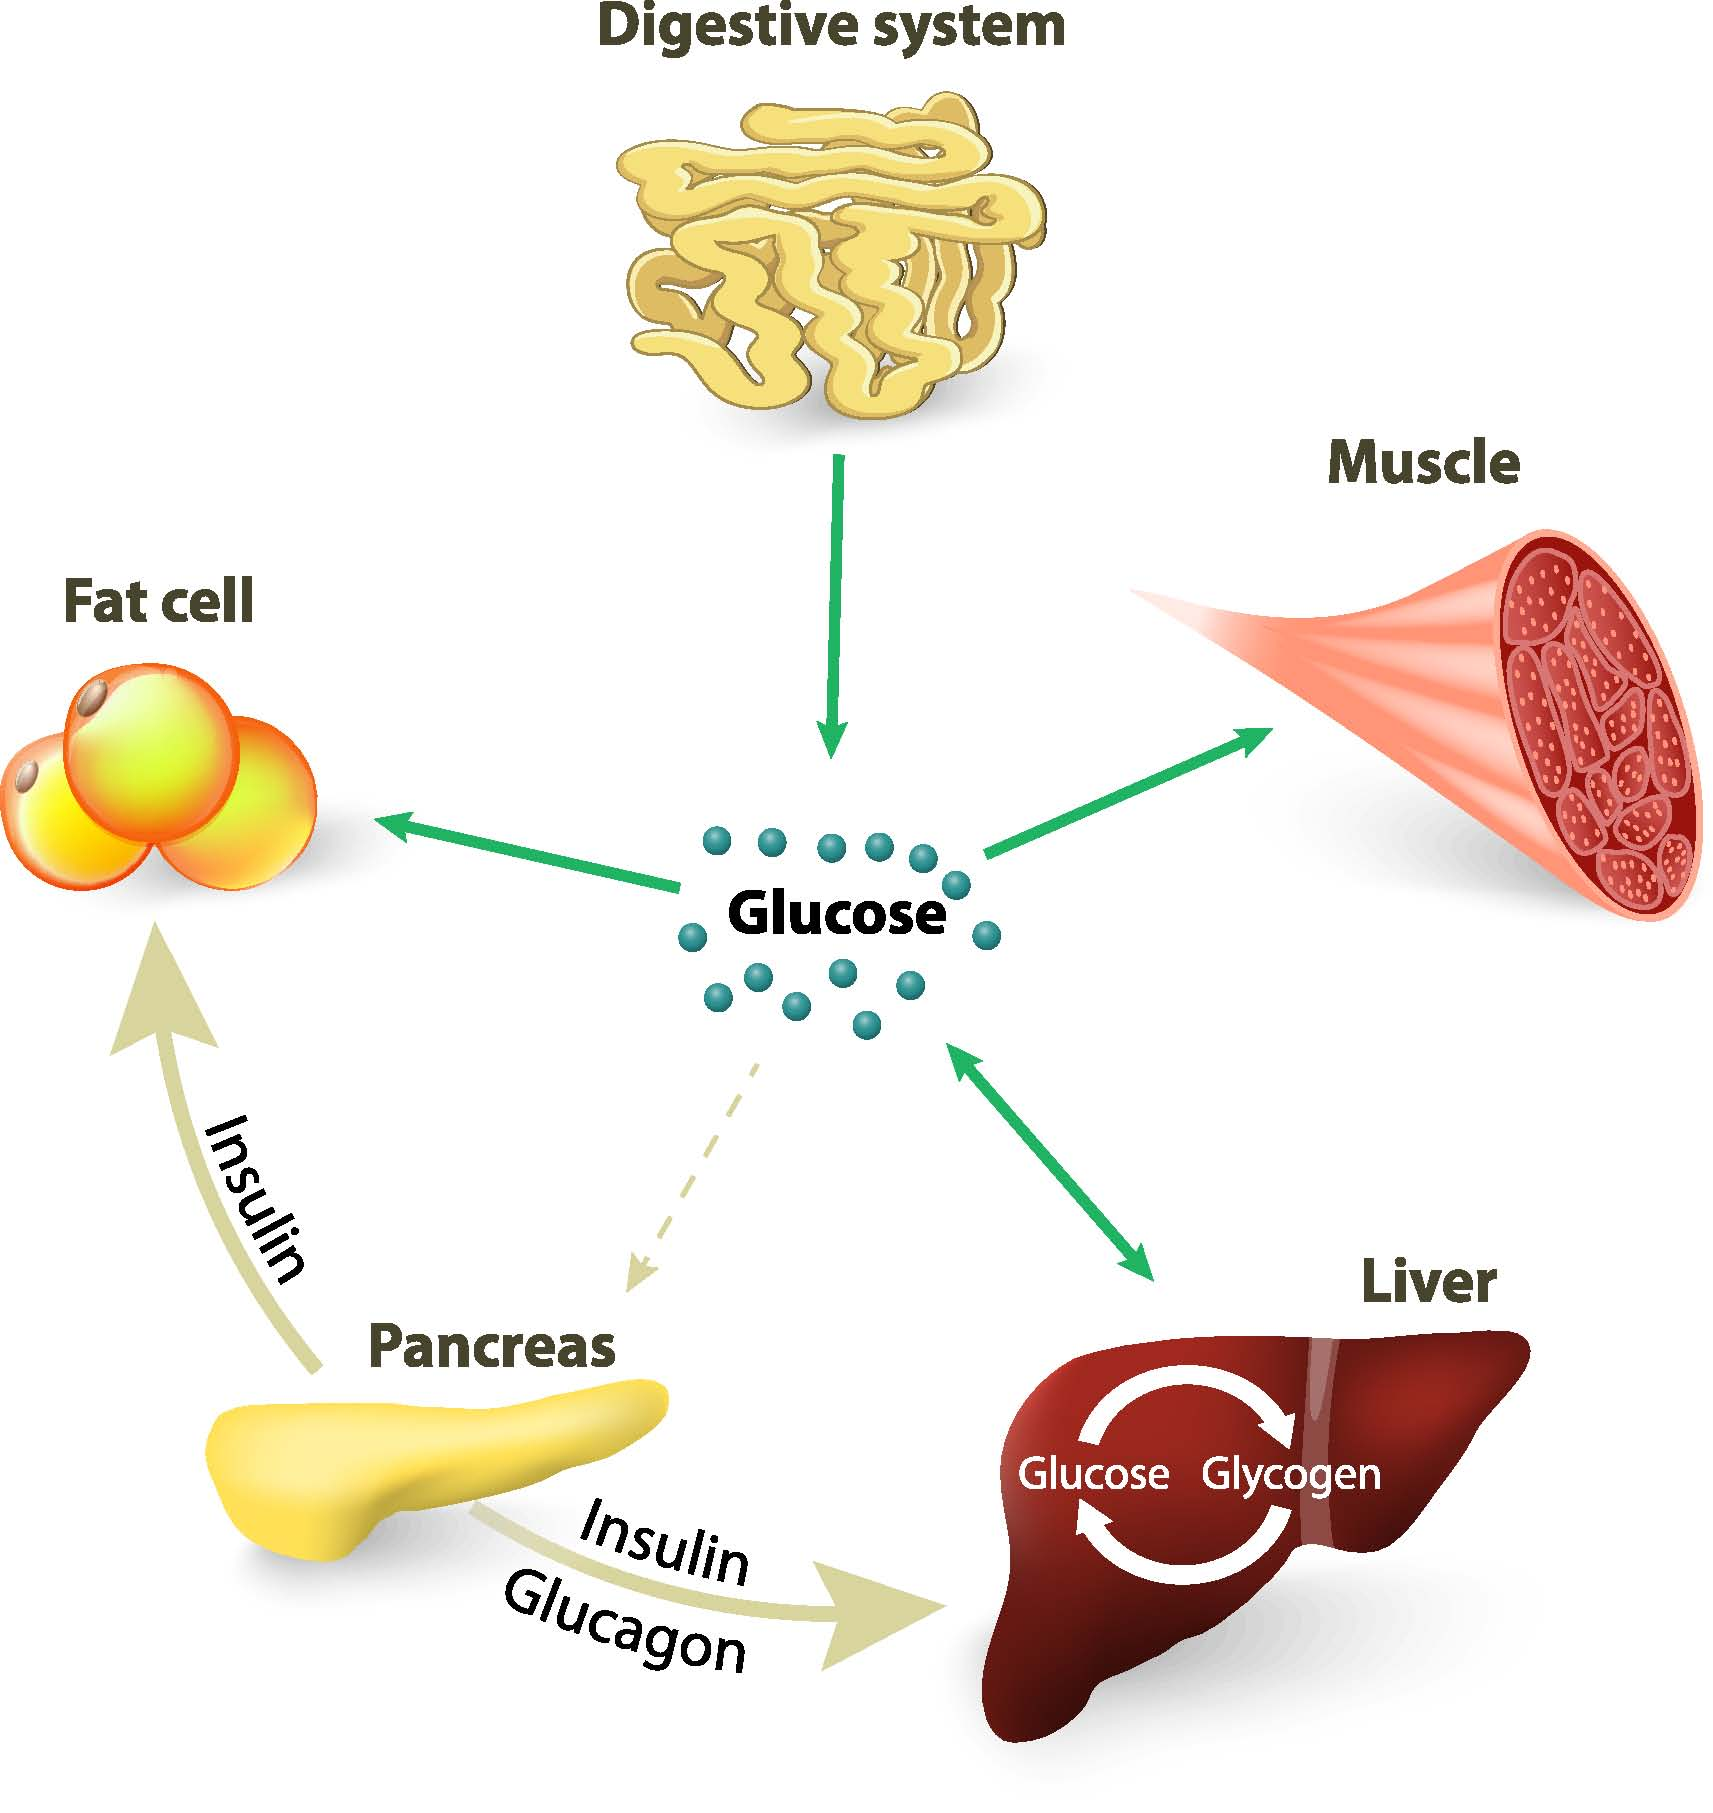 Digestive system
Muscle
Fat cell
Glucose
Insulin
Pancreas
Liver
Glucose Glycogen
Insulin
Glucagon